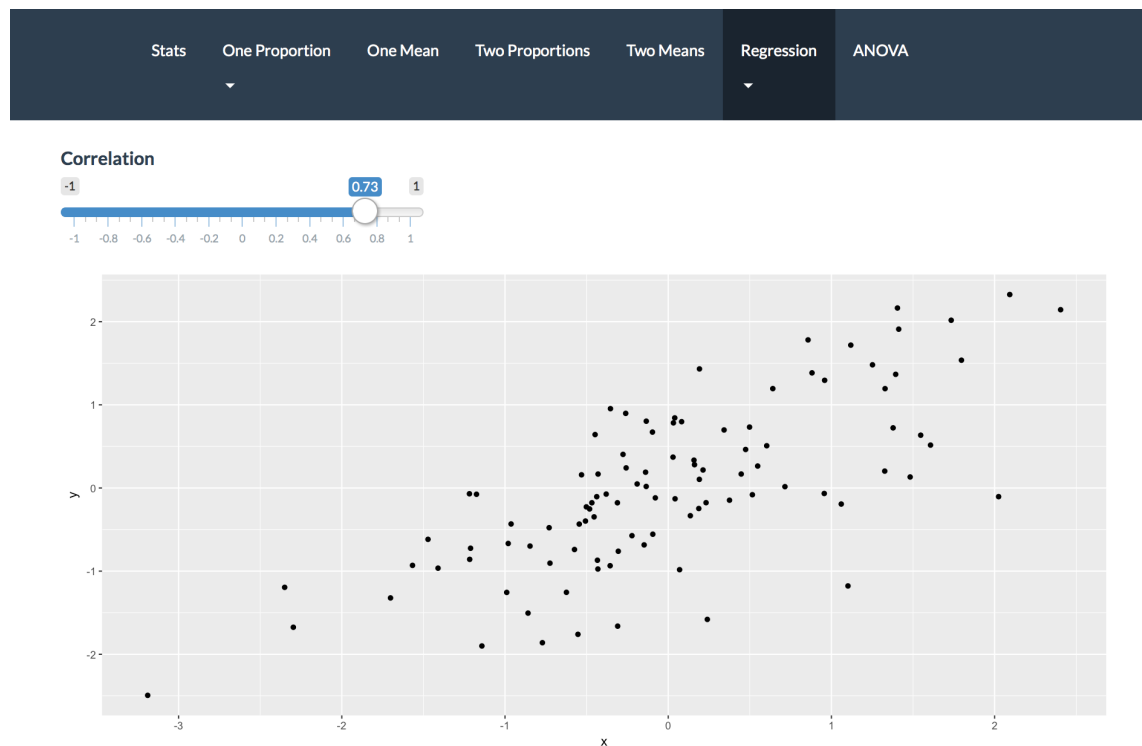 Stats One Proportion One Mean Two Proportions Two Means Regression ANOVA
Correlation
-1 0.73 1
-1 -0.8 -0.6 -0.4 -0.2 0 0.2 0.4 0.6 0.8 1
2
1
0
-1
-2
y
-3 -2 -1 0 1 2
x